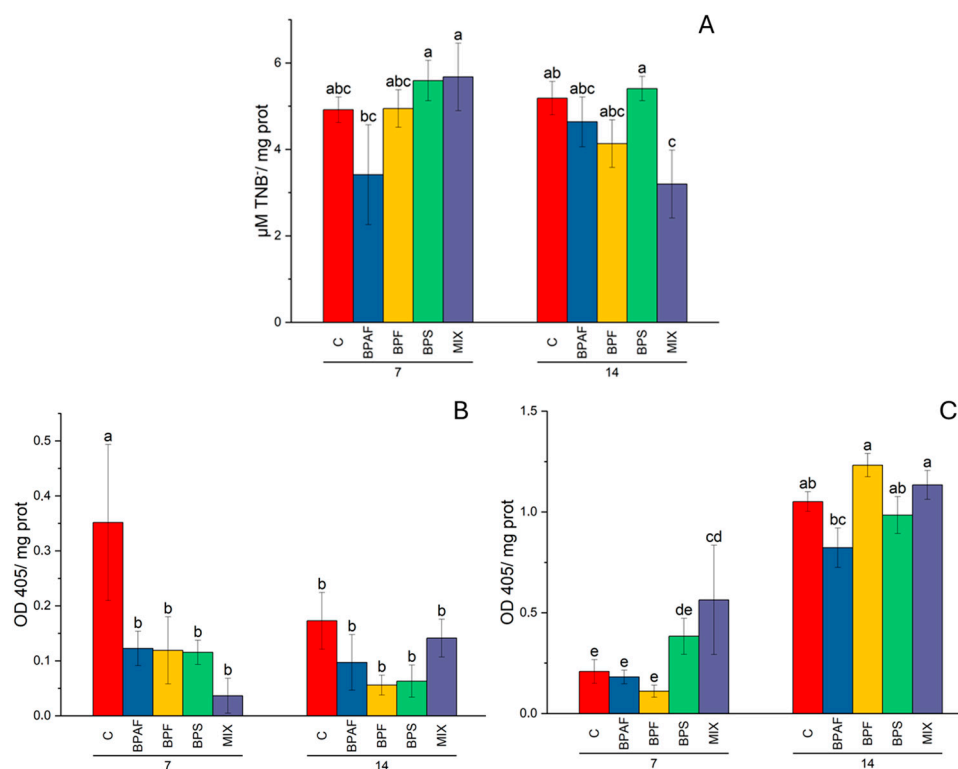 A
a a
abc abc
bc
ab abc abc a
c
6
4
2
0
µM TNB-/ mg prot
C BPAF BPF BPS MIX
C BPAF BPF BPS MIX
7 14
B
a
b b b b
b b b b b
0.5
0.4
0.3
0.2
0.1
0.0
OD 405/ mg prot
C BPAF BPF BPS MIX
C BPAF BPF BPS MIX
7 14
C
e e e de cd
ab bc a ab a
1.5
1.0
0.5
0.0
OD 405/ mg prot
C BPAF BPF BPS MIX
C BPAF BPF BPS MIX
7 14